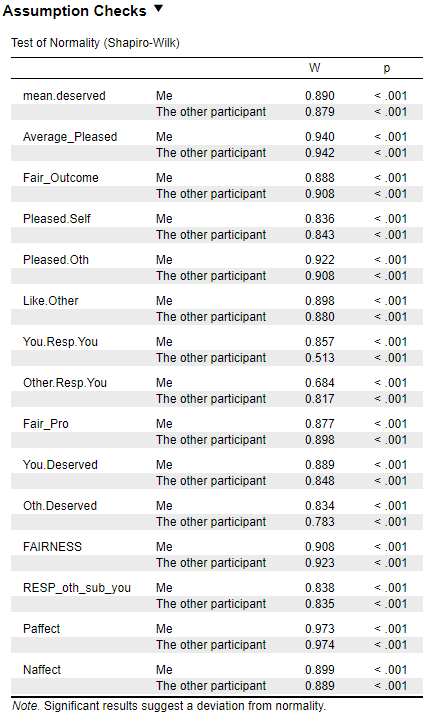 Assumption Checks ▼
Test of Normality (Shapiro-Wilk)
W p
mean.deserved Me 0.890 < .001
The other participant 0.879 < .001
Average_Pleased Me 0.940 < .001
The other participant 0.942 < .001
Fair_Outcome Me 0.888 < .001
The other participant 0.908 < .001
Pleased.Self Me 0.836 < .001
The other participant 0.843 < .001
Pleased.Oth Me 0.922 < .001
The other participant 0.908 < .001
Like.Other Me 0.898 < .001
The other participant 0.880 < .001
You.Resp.You Me 0.857 < .001
The other participant 0.513 < .001
Other.Resp.You Me 0.684 < .001
The other participant 0.817 < .001
Fair_Pro Me 0.877 < .001
The other participant 0.898 < .001
You.Deserved Me 0.889 < .001
The other participant 0.848 < .001
Oth.Deserved Me 0.834 < .001
The other participant 0.783 < .001
FAIRNESS Me 0.908 < .001
The other participant 0.923 < .001
RESP_oth_sub_you Me 0.838 < .001
The other participant 0.835 < .001
Paffect Me 0.973 < .001
The other participant 0.974 < .001
Naffect Me 0.899 < .001
The other participant 0.889 < .001
Note. Significant results suggest a deviation from normality.